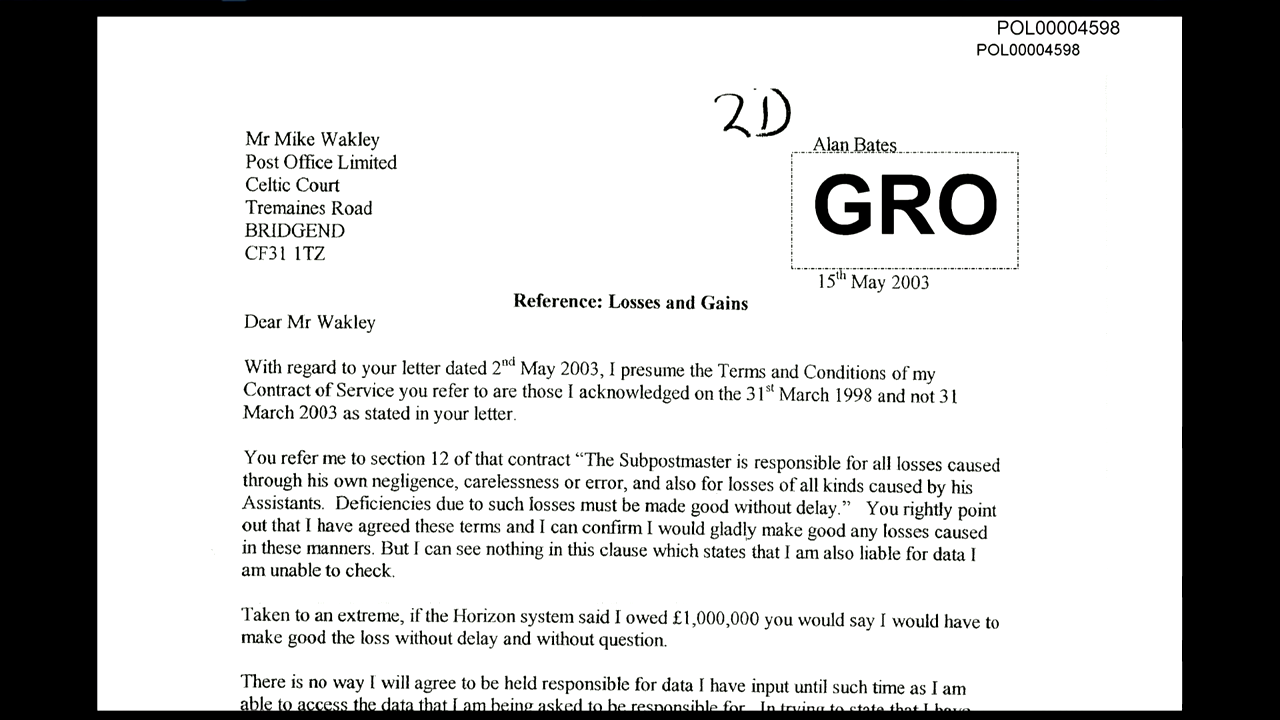 POL00004598
POL00004598
2D
Mr Mike Wakley
Post Office Limited
Celtic Court
Tremaines Road
BRIDGEND
CF31 1TZ
Alan Bates
GRO
15th May 2003
Reference: Losses and Gains
Dear Mr Wakley
With regard to your letter dated 2nd May 2003, I presume the Terms and Conditions of my
Contract of Service you refer to are those I acknowledged on the 31st March 1998 and not 31
March 2003 as stated in your letter.
You refer me to section 12 of that contract “The Subpostmaster is responsible for all losses caused
through his own negligence, carelessness or error, and also for losses of all kinds caused by his
Assistants. Deficiencies due to such losses must be made good without delay.” You rightly point
out that I have agreed these terms and I can confirm I would gladly make good any losses caused
in these manners. But I can see nothing in this clause which states that I am also liable for data I
am unable to check.
Taken to an extreme, if the Horizon system said I owed £1,000,000 you would say I would have to
make good the loss without delay and without question.
There is no way I will agree to be held responsible for data I have input until such time as I am
able to access the data that I am being asked to be responsible for. In trying to state that I have